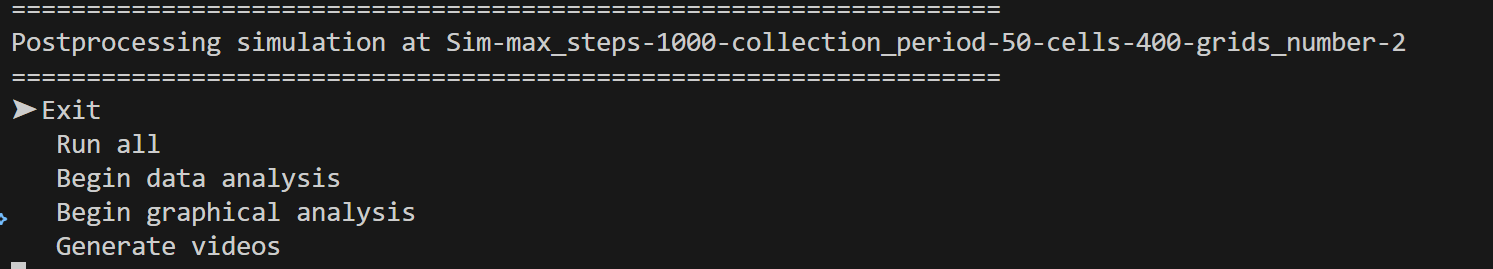 ==================================================================
Postprocessing simulation at Sim-max_steps-1000-collection_period-50-cells-400-grids_number-2
==================================================================
➤Exit
Run all
Begin data analysis
Begin graphical analysis
Generate videos